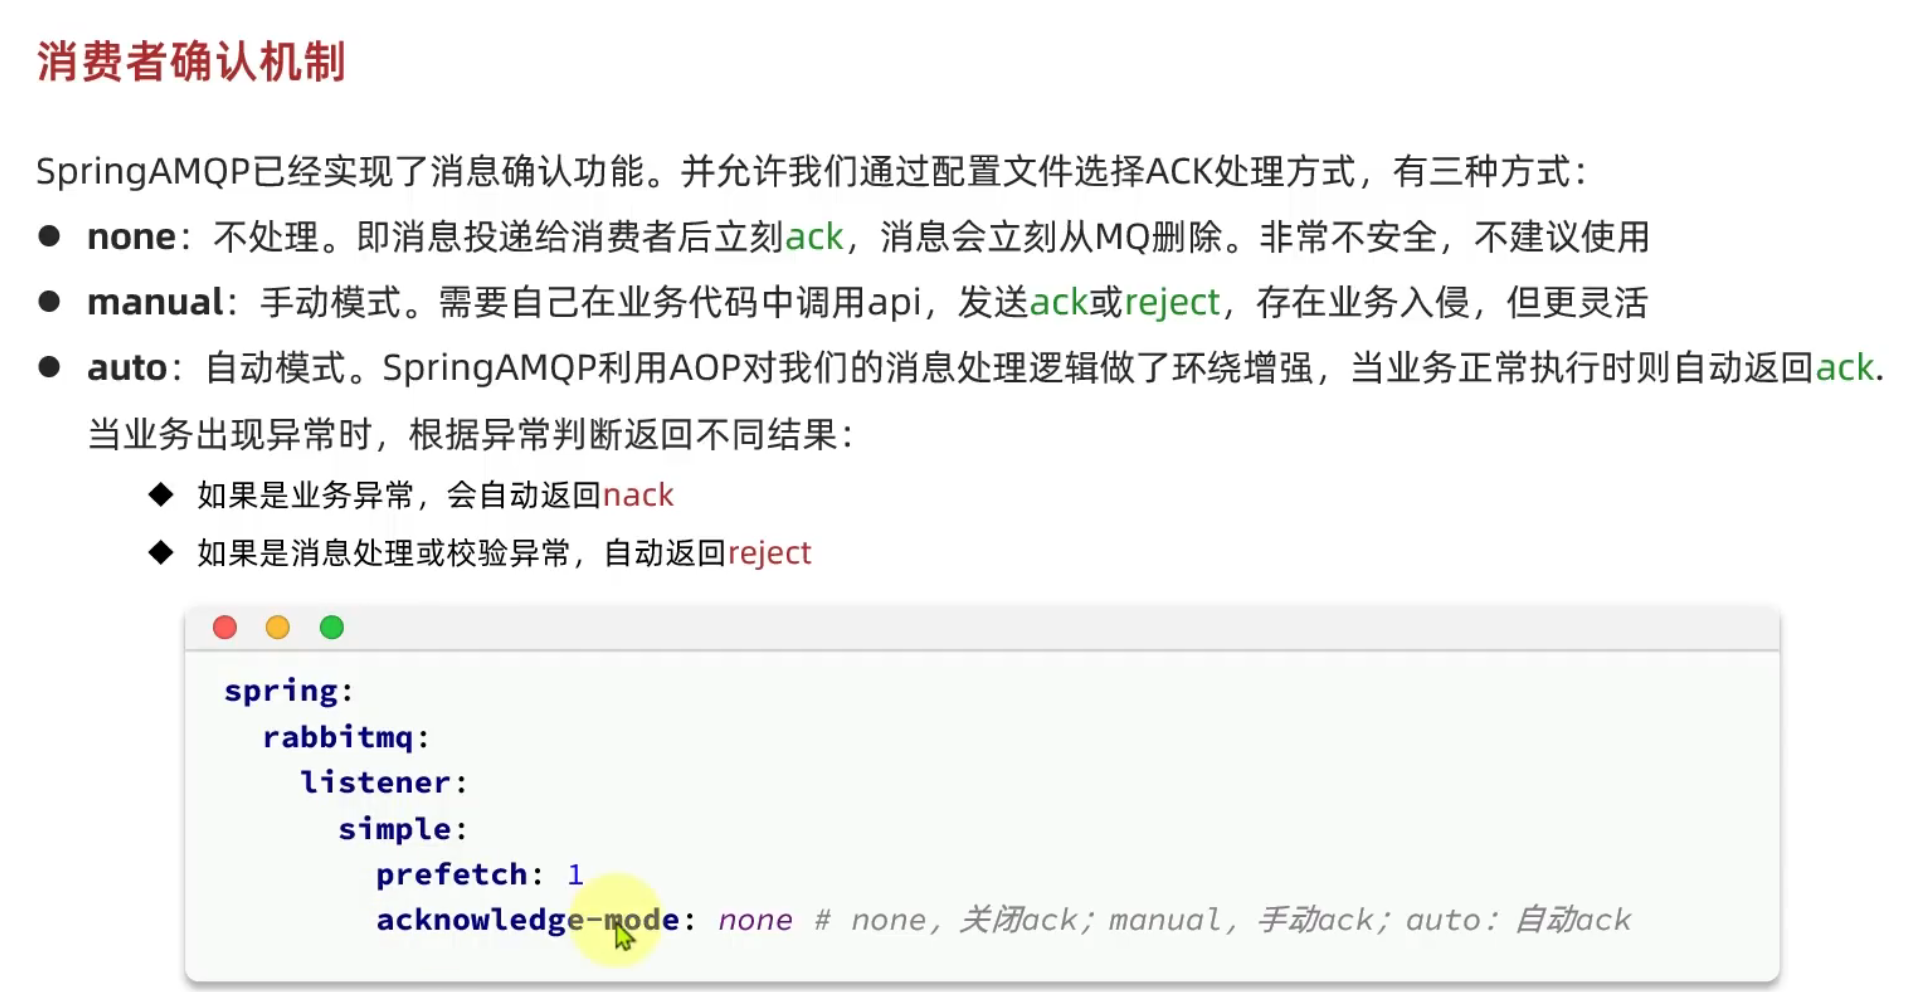 消费者确认机制
SpringAMQP已经实现了消息确认功能。并允许我们通过配置文件选择ACK处理方式，有三种方式：
● none：不处理。即消息投递给消费者后立刻ack，消息会立刻从MQ删除。非常不安全，不建议使用
● manual：手动模式。需要自己在业务代码中调用api，发送ack或reject，存在业务入侵，但更灵活
● auto：自动模式。SpringAMQP利用AOP对我们的消息处理逻辑做了环绕增强，当业务正常执行时则自动返回ack.
当业务出现异常时，根据异常判断返回不同结果：
◆ 如果是业务异常，会自动返回nack
◆ 如果是消息处理或校验异常，自动返回reject
spring:
  rabbitmq:
    listener:
      simple:
        prefetch: 1
        acknowledge-mode: none # none，关闭ack；manual，手动ack；auto：自动ack